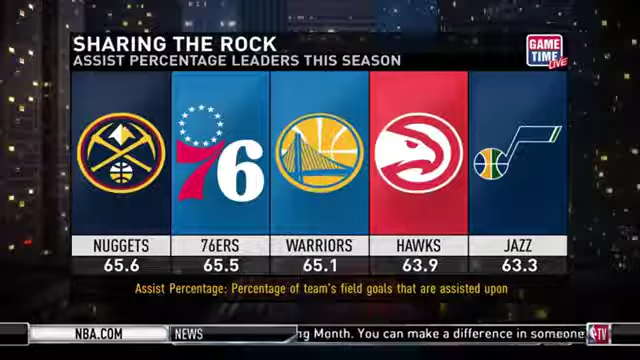 SHARING THE ROCK
ASSIST PERCENTAGE LEADERS THIS SEASON
GAME
TIME
LIVE
76
NUGGETS 76ERS WARRIORS HAWKS JAZZ
65.6 65.5 65.1 63.9 63.3
Assist Percentage: Percentage of team's field goals that are assisted upon
NBA.COM NEWS ng Month. You can make a difference in someone TV